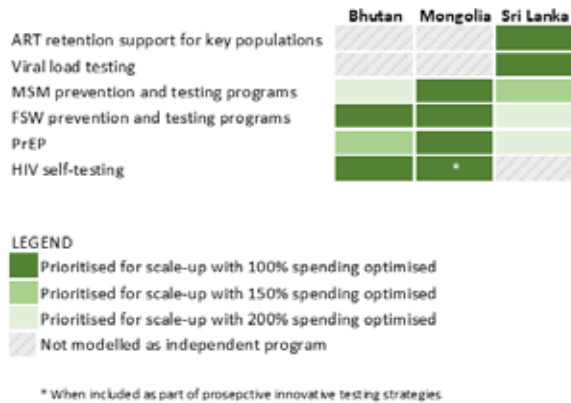 Bhutan Mongolia Sri Lanka
ART retention support for key populations
Viral load testing
MSM prevention and testing programs
FSW prevention and testing programs
PrEP
HIV self-testing *
LEGEND
Prioritised for scale-up with 100% spending optimised
Prioritised for scale-up with 150% spending optimised
Prioritised for scale-up with 200% spending optimised
Not modelled as independent program
* When included as part of prosepctive innovative testing strategies